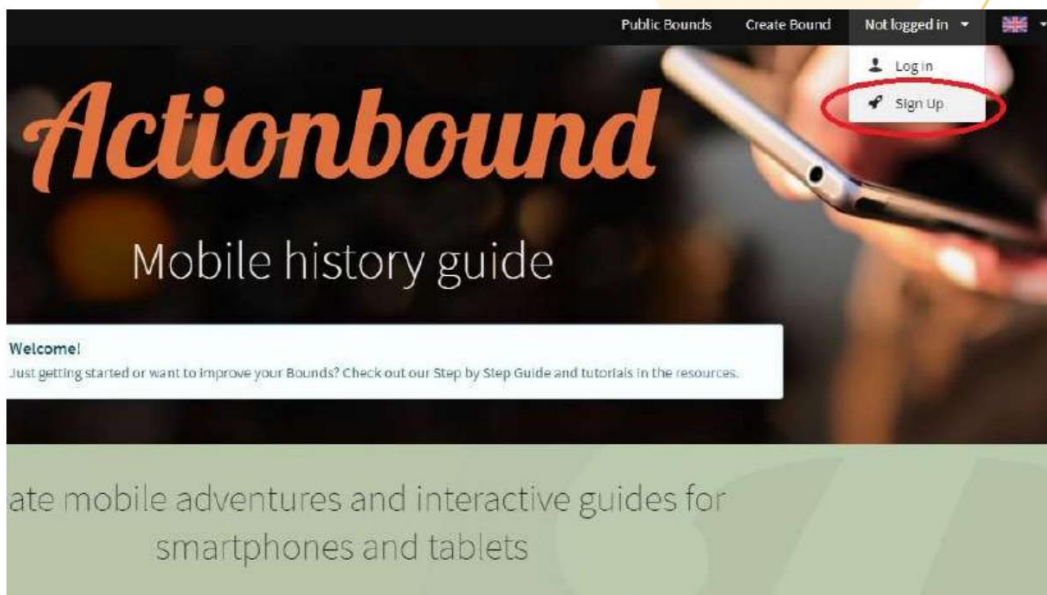 Public Bounds Create Bound Not logged in
Log in
Sign Up
Actionbound
Mobile history guide
Welcome!
Just getting started or want to improve your Bounds? Check out our Step by Step Guide and tutorials in the resources.
ate mobile adventures and interactive guides for
smartphones and tablets